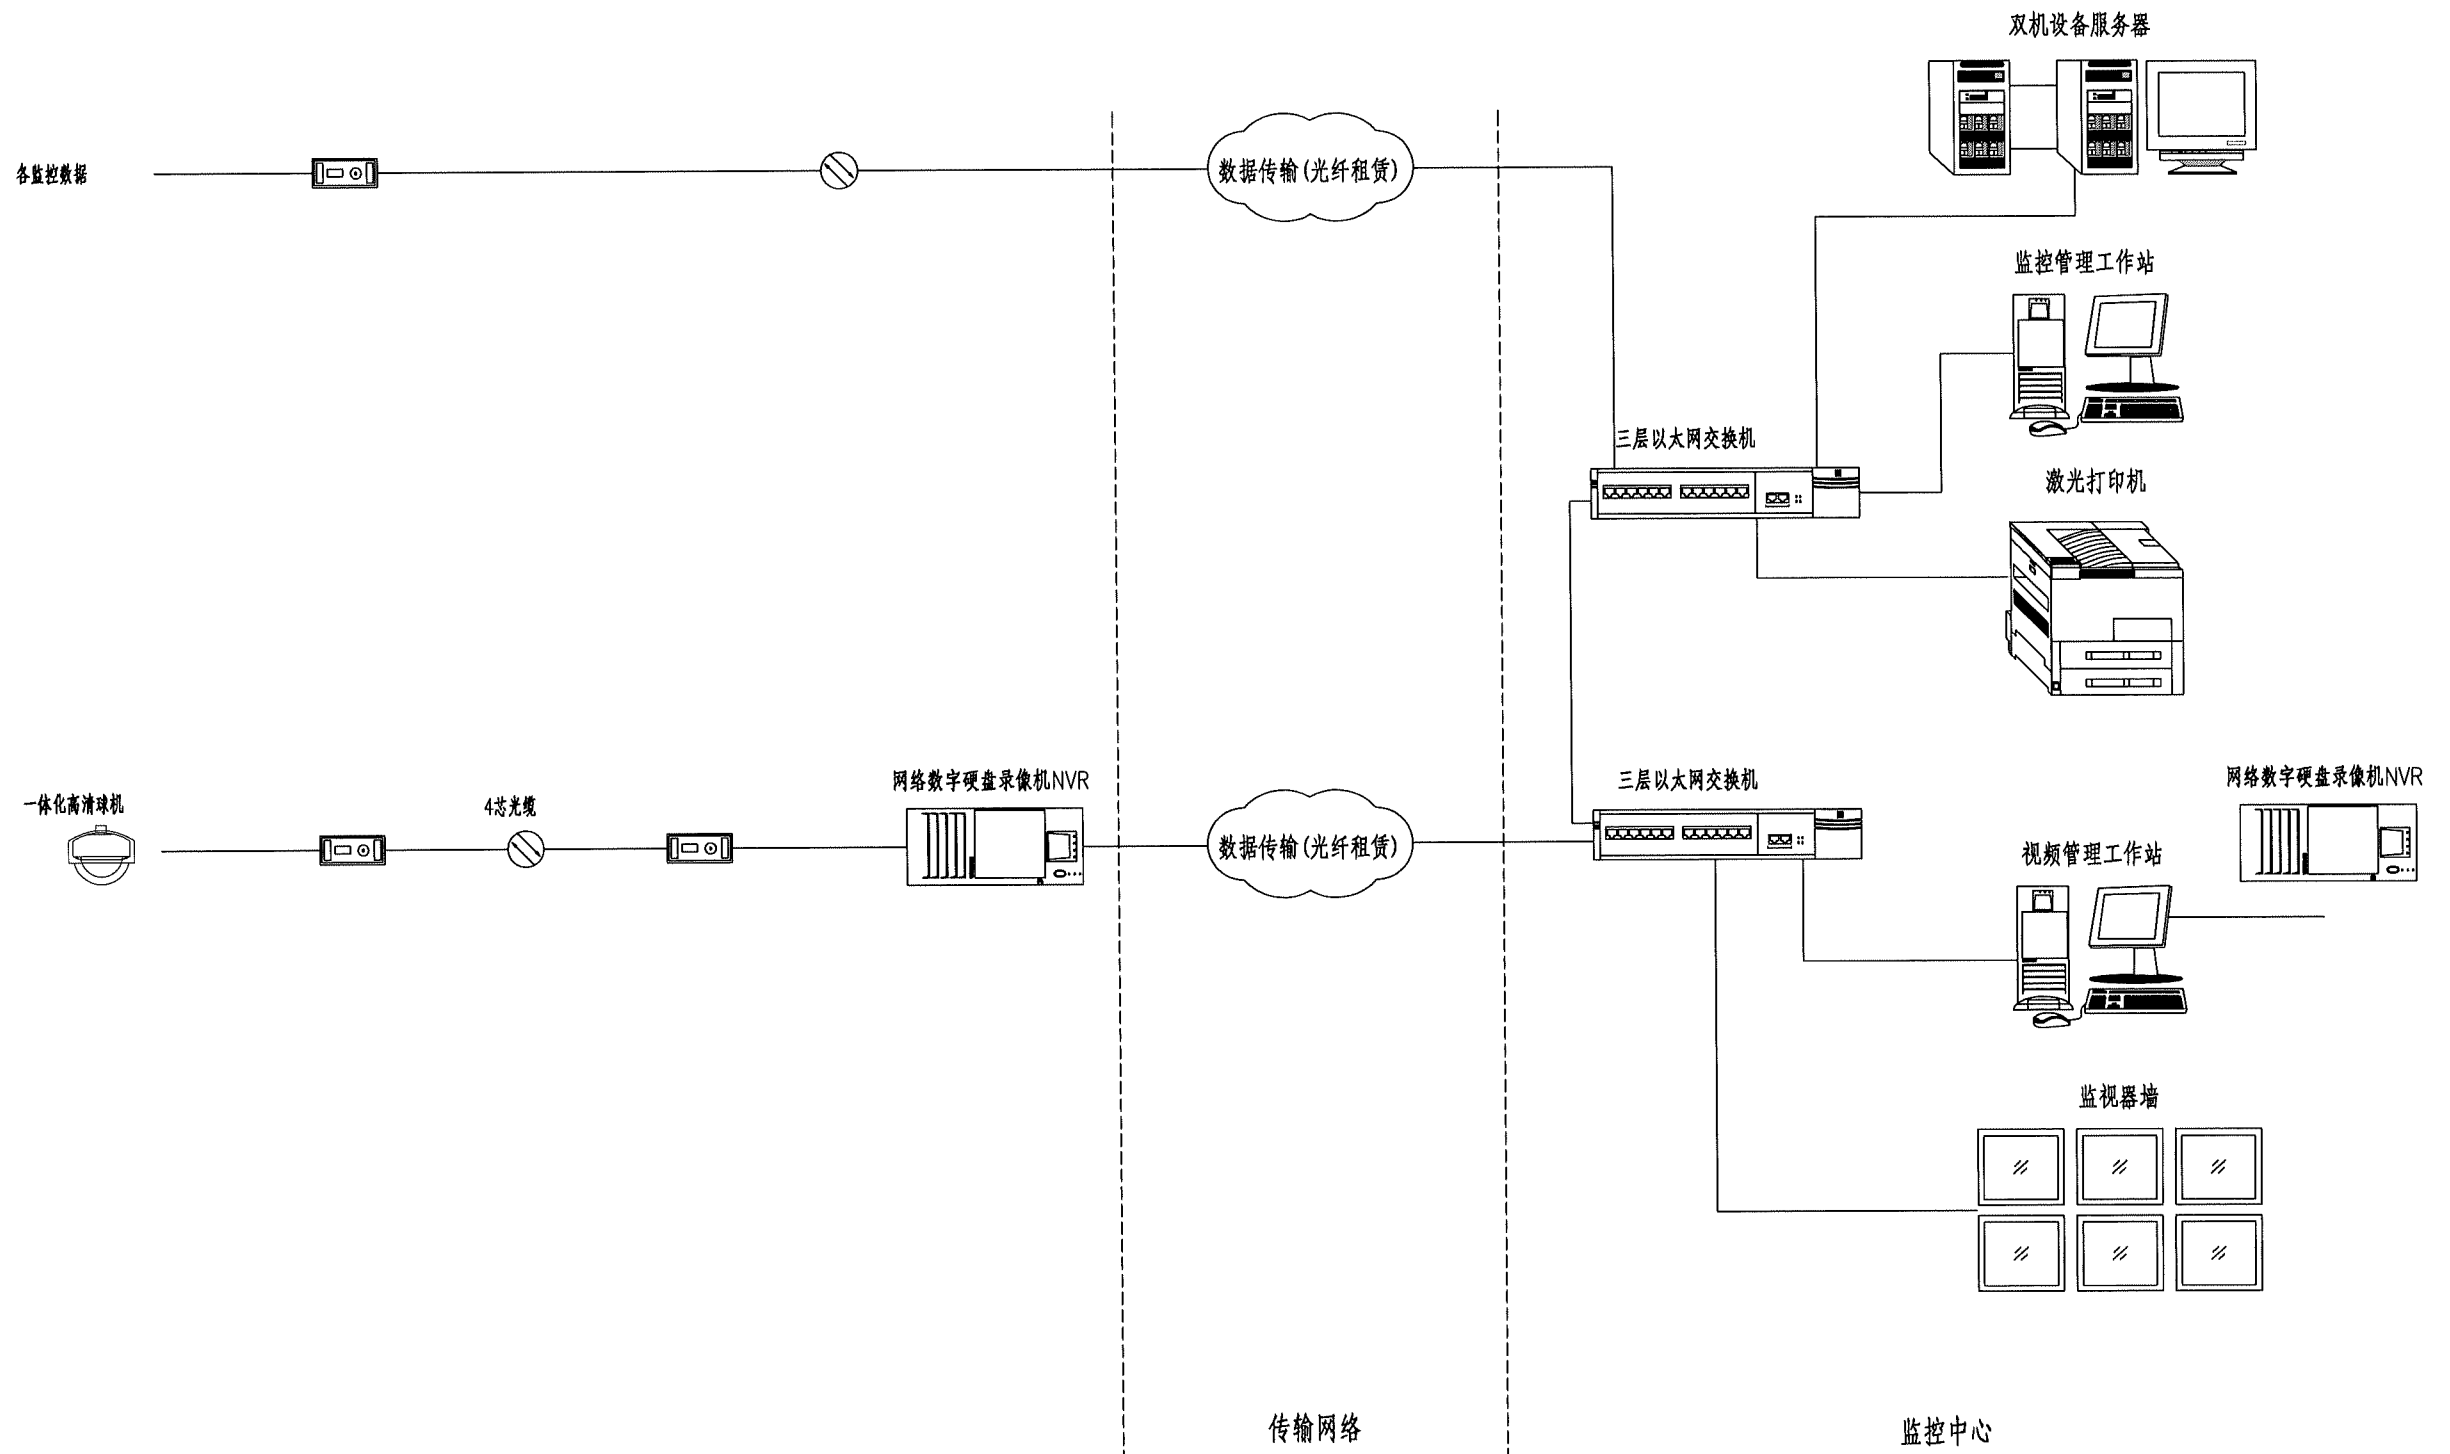 双机设备服务器
各监控数据
数据传输(光纤租赁)
监控管理工作站
三层以太网交换机
激光打印机
网络数字硬盘录像机NVR
三层以太网交换机
网络数字硬盘录像机NVR
一体化高清球机
4芯光缆
数据传输(光纤租赁)
视频管理工作站
监视器墙
传输网络
监控中心